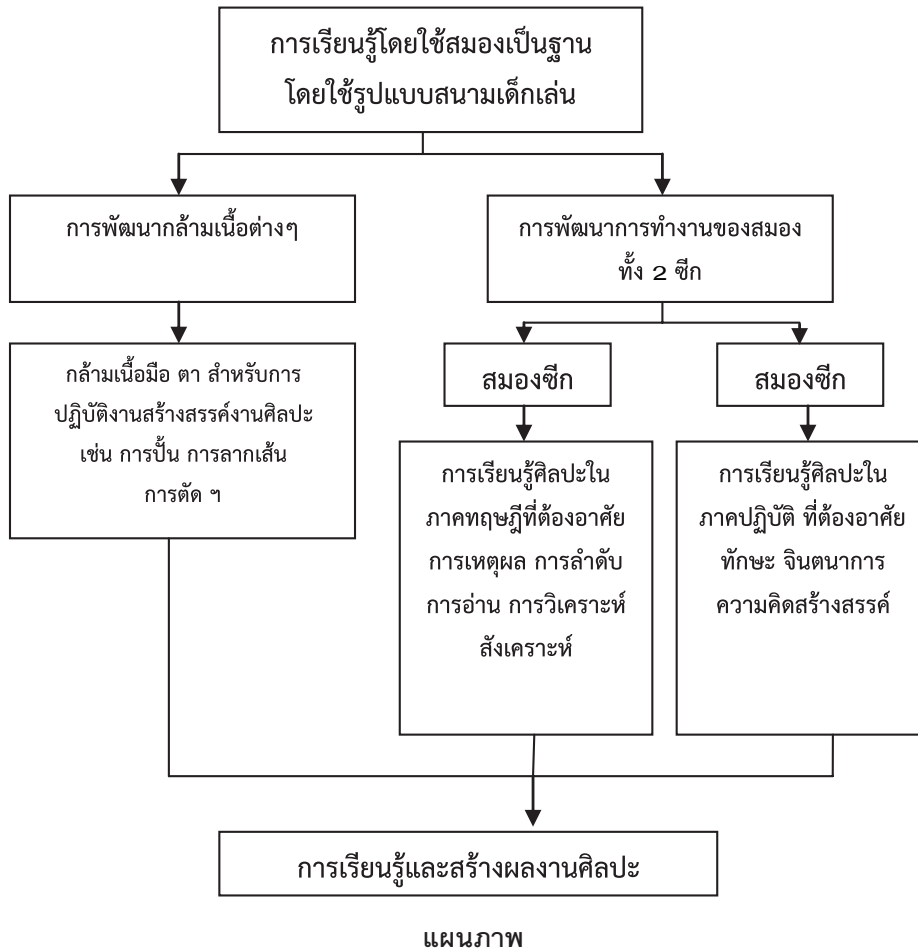 การเรียนรู้โดยใช้สมองเป็นฐาน
โดยใช้รูปแบบสนามเด็กเล่น
การพัฒนากล้ามเนื้อต่างๆ
การพัฒนาการทำงานของสมอง
ทั้ง 2 ซีก
กล้ามเนื้อมือ ตา สำหรับการ
ปฏิบัติงานสร้างสรรค์งานศิลปะ
เช่น การปั้น การลากเส้น
การตัด ฯ
สมองซีก
สมองซีก
การเรียนรู้ศิลปะใน
ภาคทฤษฎีที่ต้องอาศัย
การเหตุผล การลำดับ
การอ่าน การวิเคราะห์
สังเคราะห์
การเรียนรู้ศิลปะใน
ภาคปฏิบัติ ที่ต้องอาศัย
ทักษะ จินตนาการ
ความคิดสร้างสรรค์
การเรียนรู้และสร้างผลงานศิลปะ
แผนภาพ